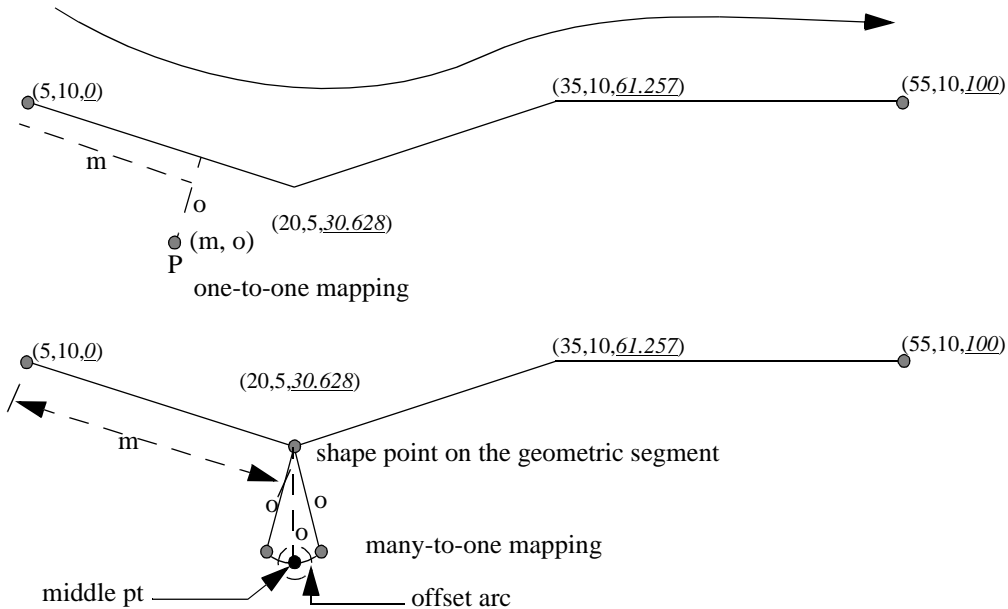 (5,10,0)
(35,10,61.257)
(55,10,100)
m
o
(20,5,30.628)
(m, o)
P
one-to-one mapping
(5,10,0)
(35,10,61.257)
(55,10,100)
(20,5,30.628)
m
shape point on the geometric segment
o
o
o
many-to-one mapping
middle pt
offset arc